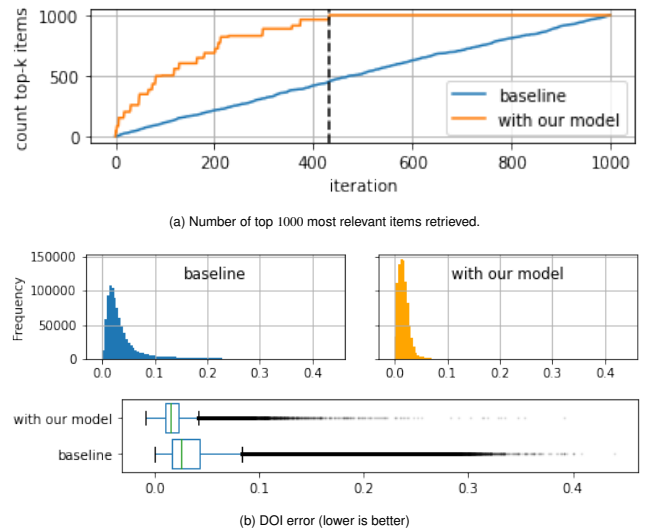 count top-k items
1000
500
0
baseline
with our model
0 200 400 600 800 1000
iteration
(a) Number of top 1000 most relevant items retrieved.
Frequency
150000
100000
50000
0
baseline
with our model
0.0 0.1 0.2 0.3 0.4
0.0 0.1 0.2 0.3 0.4
with our model
baseline
0.0 0.1 0.2 0.3 0.4
(b) DOI error (lower is better)